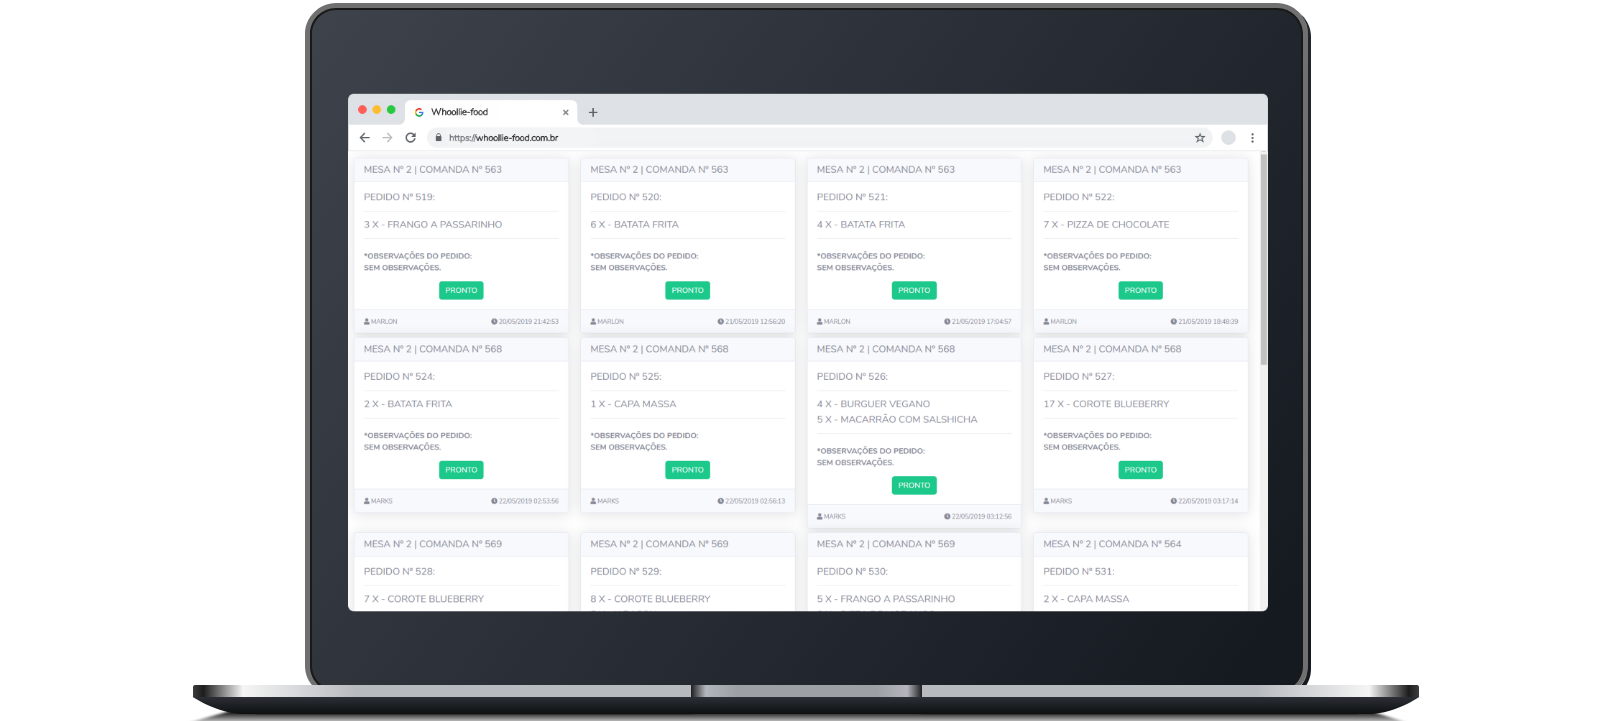 Whoollie-food
https://whoollie-food.com.br
MESA Nº 2 | COMANDA Nº 563
PEDIDO Nº 519:
3 X - FRANGO A PASSARINHO
*OBSERVAÇÕES DO PEDIDO:
SEM OBSERVAÇÕES.
PRONTO
MARLON 20/05/2019 21:42:53
MESA Nº 2 | COMANDA Nº 563
PEDIDO Nº 520:
6 X - BATATA FRITA
*OBSERVAÇÕES DO PEDIDO:
SEM OBSERVAÇÕES.
PRONTO
MARLON 21/05/2019 12:56:20
MESA Nº 2 | COMANDA Nº 563
PEDIDO Nº 521:
4 X - BATATA FRITA
*OBSERVAÇÕES DO PEDIDO:
SEM OBSERVAÇÕES.
PRONTO
MARLON 21/05/2019 17:04:57
MESA Nº 2 | COMANDA Nº 563
PEDIDO Nº 522:
7 X - PIZZA DE CHOCOLATE
*OBSERVAÇÕES DO PEDIDO:
SEM OBSERVAÇÕES.
PRONTO
MARLON 21/05/2019 18:48:39
MESA Nº 2 | COMANDA Nº 568
PEDIDO Nº 524:
2 X - BATATA FRITA
*OBSERVAÇÕES DO PEDIDO:
SEM OBSERVAÇÕES.
PRONTO
MARKS 22/05/2019 02:53:56
MESA Nº 2 | COMANDA Nº 568
PEDIDO Nº 525:
1 X - CAPA MASSA
*OBSERVAÇÕES DO PEDIDO:
SEM OBSERVAÇÕES.
PRONTO
MARKS 22/05/2019 02:56:13
MESA Nº 2 | COMANDA Nº 568
PEDIDO Nº 526:
4 X - BURGUER VEGANO
5 X - MACARRÃO COM SALSHICHA
*OBSERVAÇÕES DO PEDIDO:
SEM OBSERVAÇÕES.
PRONTO
MARKS 22/05/2019 03:12:56
MESA Nº 2 | COMANDA Nº 568
PEDIDO Nº 527:
17 X - COROTE BLUEBERRY
*OBSERVAÇÕES DO PEDIDO:
SEM OBSERVAÇÕES.
PRONTO
MARKS 22/05/2019 03:17:14
MESA Nº 2 | COMANDA Nº 569
PEDIDO Nº 528:
7 X - COROTE BLUEBERRY
MESA Nº 2 | COMANDA Nº 569
PEDIDO Nº 529:
8 X - COROTE BLUEBERRY
MESA Nº 2 | COMANDA Nº 569
PEDIDO Nº 530:
5 X - FRANGO A PASSARINHO
MESA Nº 2 | COMANDA Nº 564
PEDIDO Nº 531:
2 X - CAPA MASSA